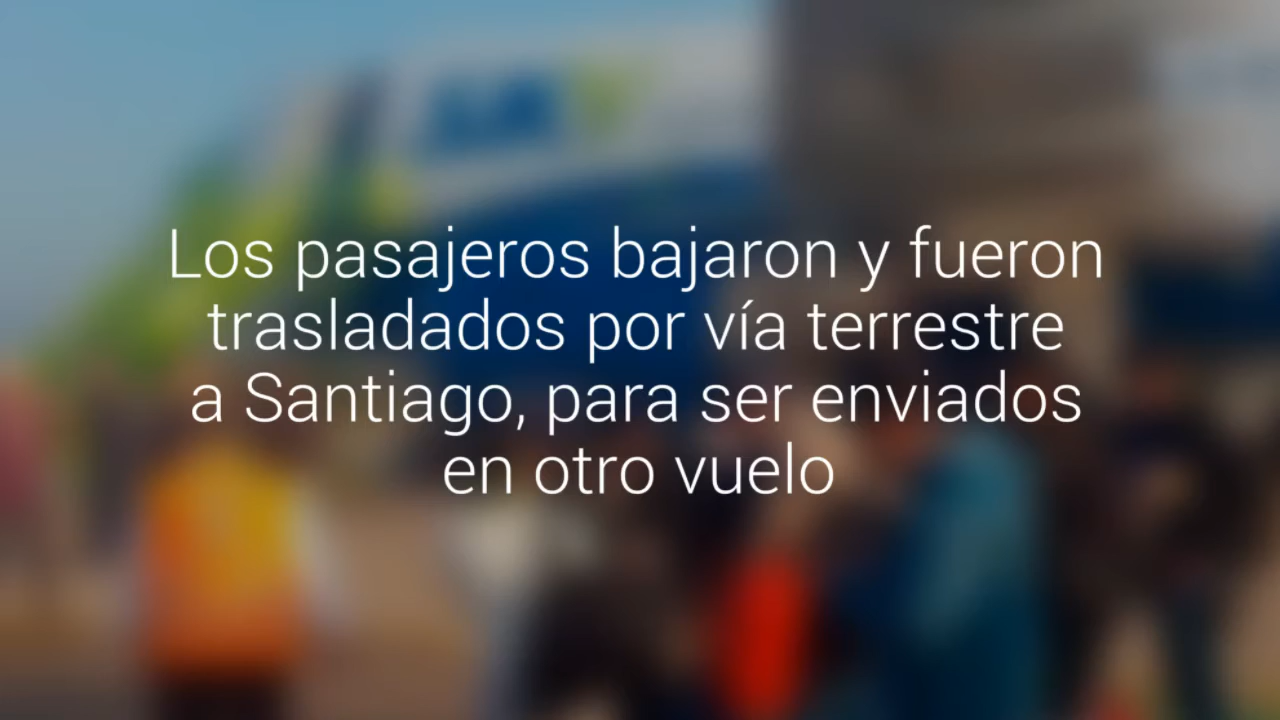 Los pasajeros bajaron y fueron
trasladados por vía terrestre
a Santiago, para ser enviados
en otro vuelo